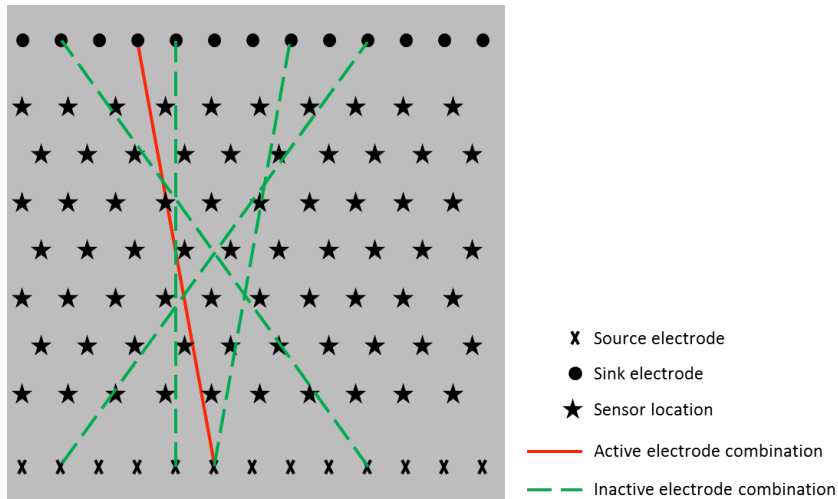 Source electrode
Sink electrode
Sensor location
Active electrode combination
Inactive electrode combination